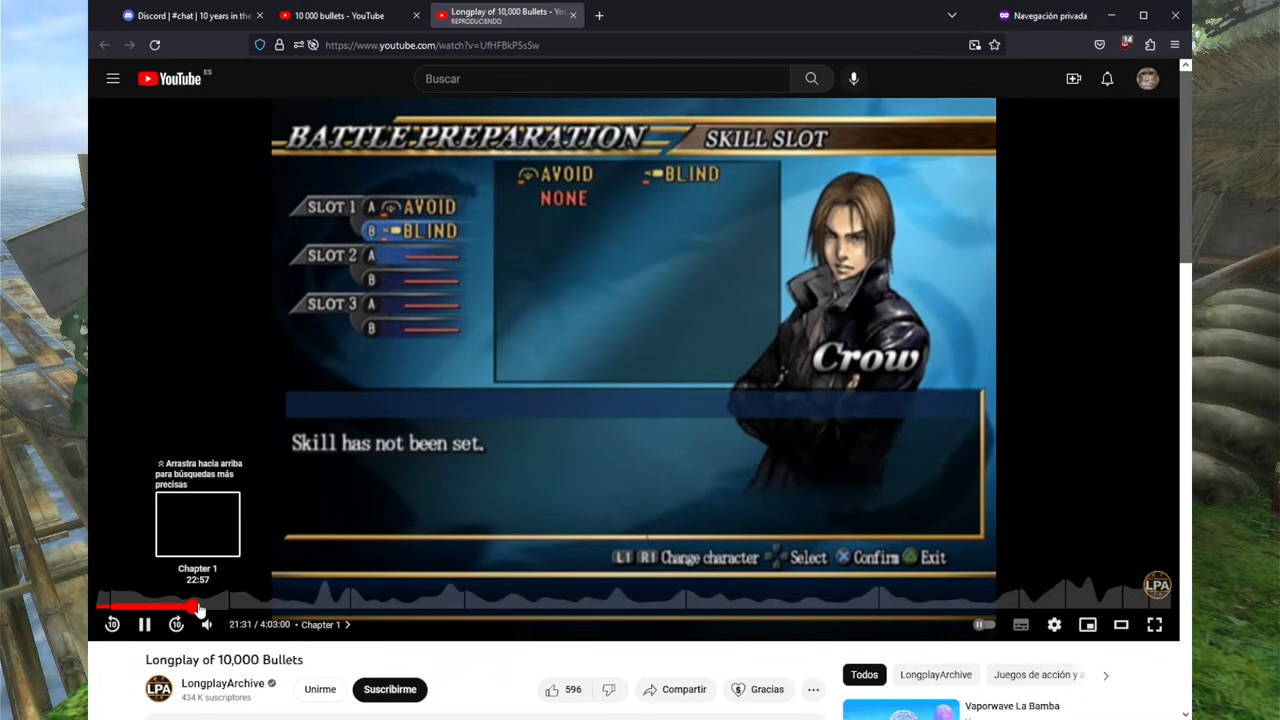 Discord | #chat | 10 years in the
10 000 bullets - YouTube
Longplay of 10,000 Bullets - You
REPRODUCIENDO
Navegación privada
https://www.youtube.com/watch?v=UfHFBkP5sSw
14
YouTube ES
Buscar
BATTLE PREPARATION
SKILL SLOT
AVOID
BLIND
NONE
SLOT 1 A AVOID
B BLIND
SLOT 2 A
B
SLOT 3 A
B
Crow
Skill has not been set.
L1 R1 Change character Select Confirm Exit
Arrastra hacia arriba
para búsquedas más
precisas
Chapter 1
22:57
LPA
10
10
21:31 / 4:03:00 • Chapter 1
Longplay of 10,000 Bullets
LPA
LongplayArchive
434 K suscriptores
Unirme
Suscribirme
596
Compartir
Gracias
Todos
LongplayArchive
Juegos de acción y a
Vaporwave La Bamba